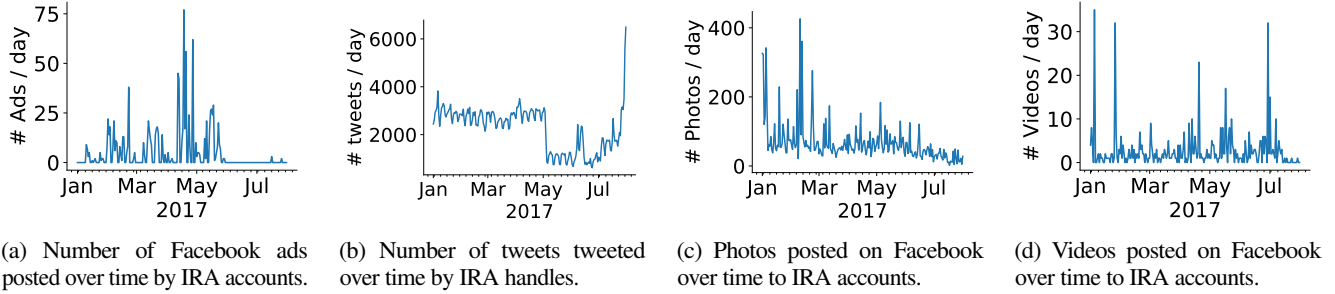 # Ads / day
75
50
25
0
Jan Mar May Jul
2017
(a) Number of Facebook ads
posted over time by IRA accounts.
# tweets / day
6000
4000
2000
Jan Mar May Jul
2017
(b) Number of tweets tweeted
over time by IRA handles.
# Photos / day
400
200
0
Jan Mar May Jul
2017
(c) Photos posted on Facebook
over time to IRA accounts.
# Videos / day
30
20
10
0
Jan Mar May Jul
2017
(d) Videos posted on Facebook
over time to IRA accounts.